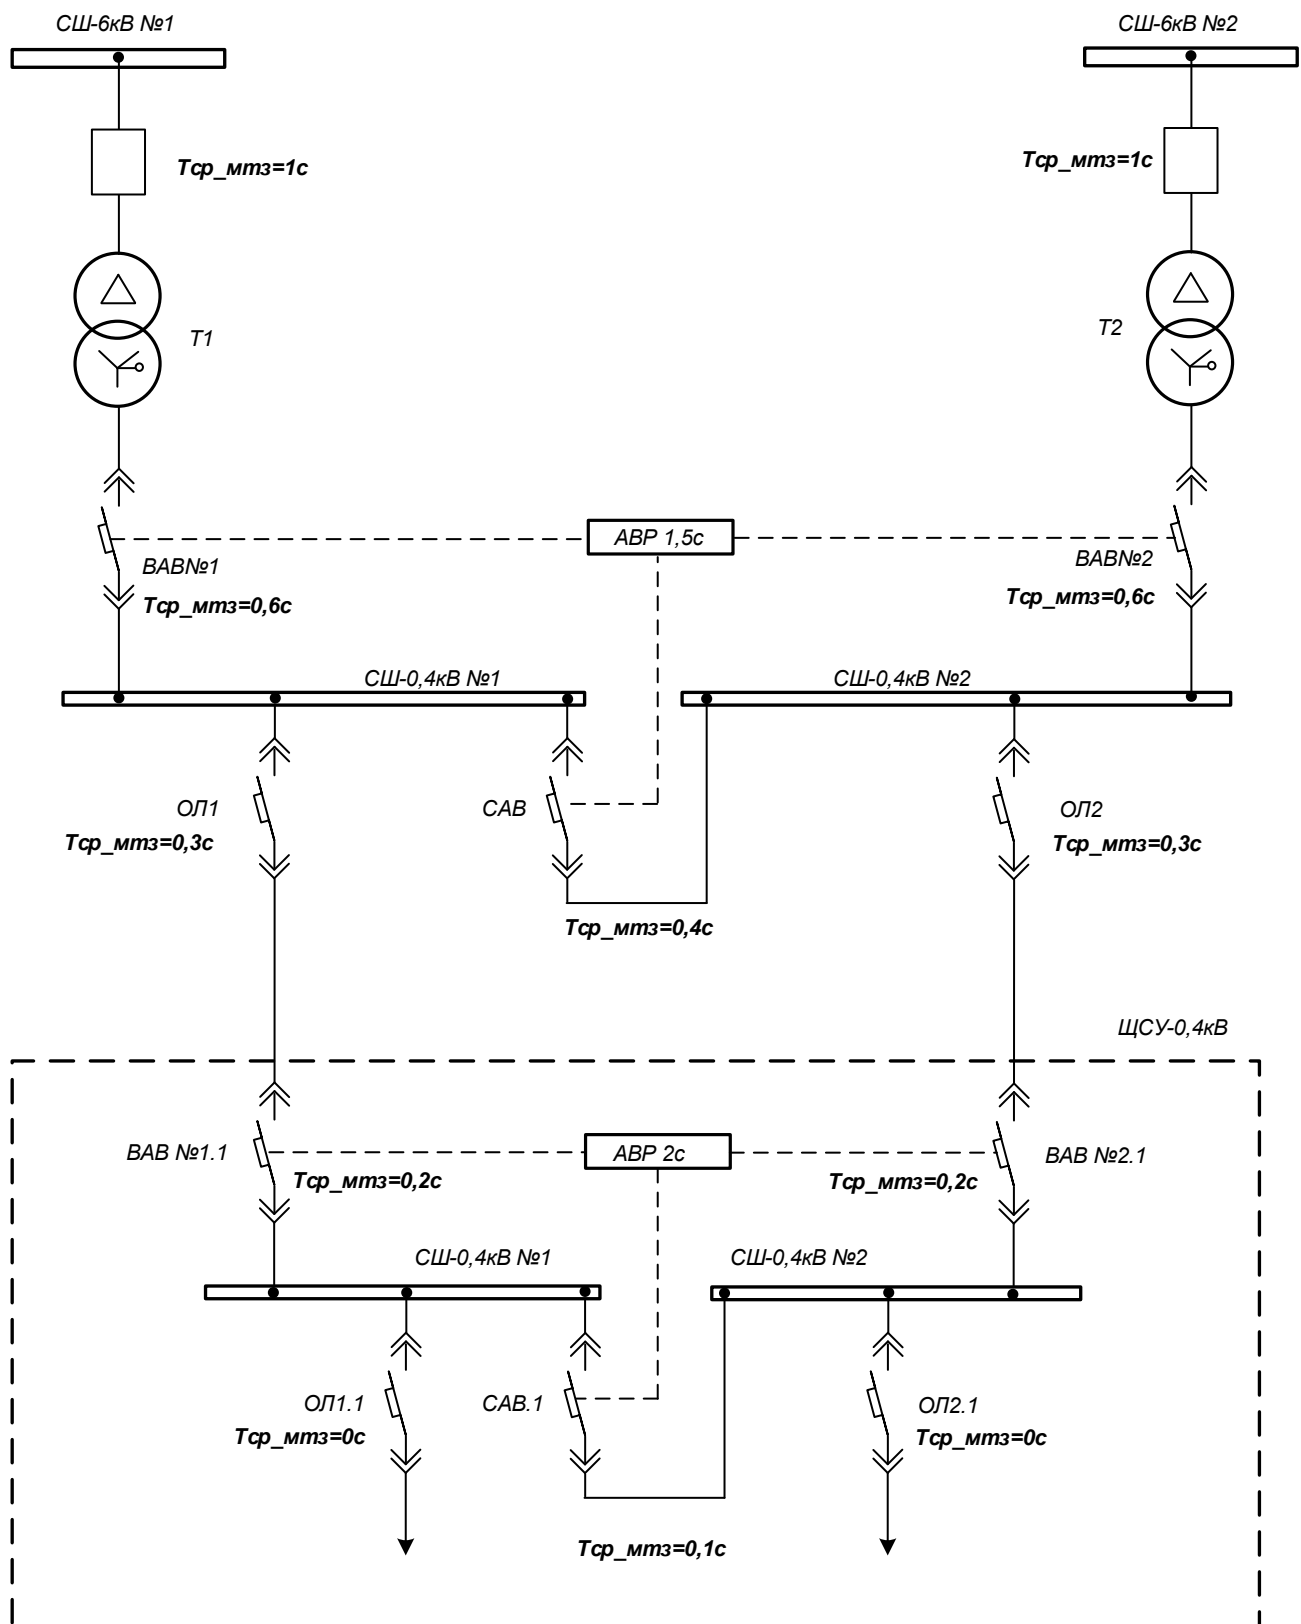 СШ-6кВ №1
СШ-6кВ №2
Тср_мтз=1с
Тср_мтз=1с
Т1
Т2
АВР 1,5с
ВАВ№1
ВАВ№2
Тср_мтз=0,6с
Тср_мтз=0,6с
СШ-0,4кВ №1
СШ-0,4кВ №2
ОЛ1
САВ
ОЛ2
Тср_мтз=0,3с
Тср_мтз=0,3с
Тср_мтз=0,4с
ЩСУ-0,4кВ
ВАВ №1.1
АВР 2с
ВАВ №2.1
Тср_мтз=0,2с
Тср_мтз=0,2с
СШ-0,4кВ №1
СШ-0,4кВ №2
ОЛ1.1
САВ.1
ОЛ2.1
Тср_мтз=0с
Тср_мтз=0с
Тср_мтз=0,1с